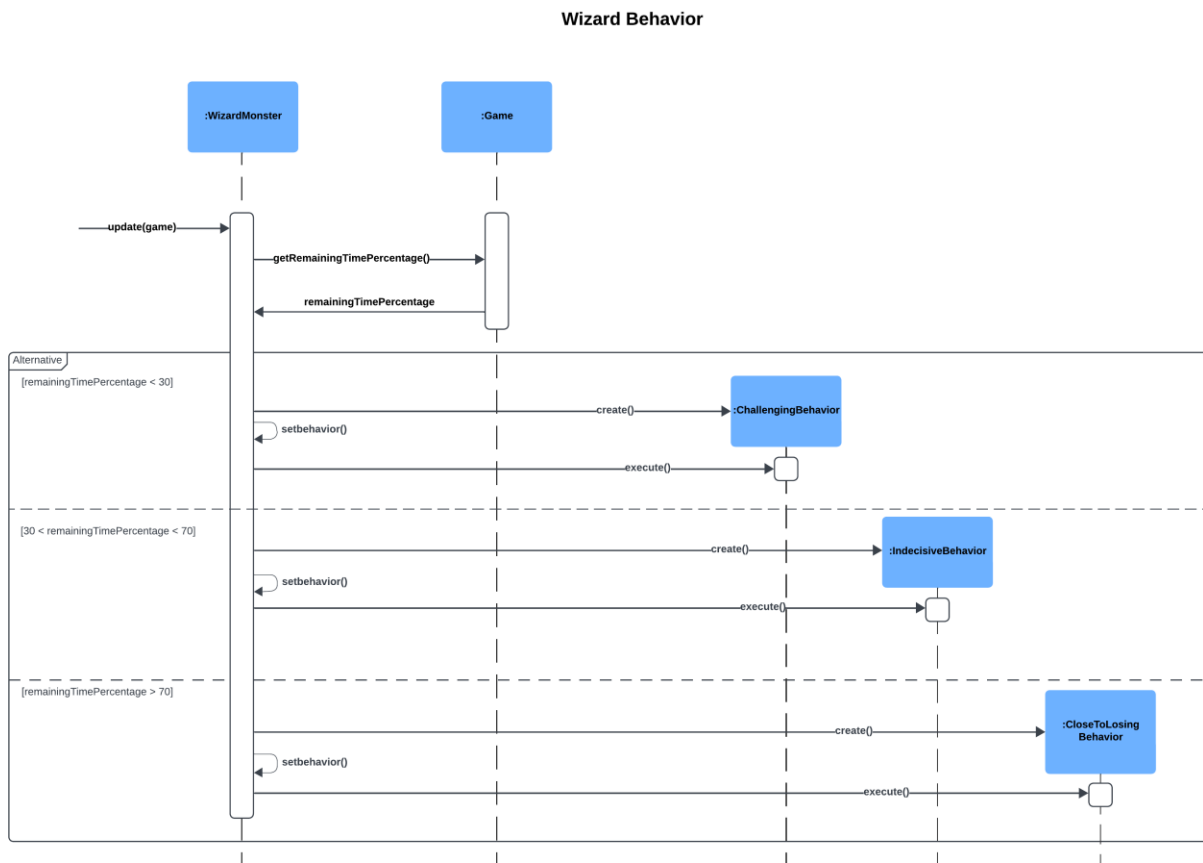 Wizard Behavior
:WizardMonster
:Game
update(game)
getRemainingTimePercentage()
remainingTimePercentage
Alternative
[remainingTimePercentage < 30]
create()
:ChallengingBehavior
setbehavior()
execute()
[30 < remainingTimePercentage < 70]
create()
:IndecisiveBehavior
setbehavior()
execute()
[remainingTimePercentage > 70]
create()
:CloseToLosing
Behavior
setbehavior()
execute()